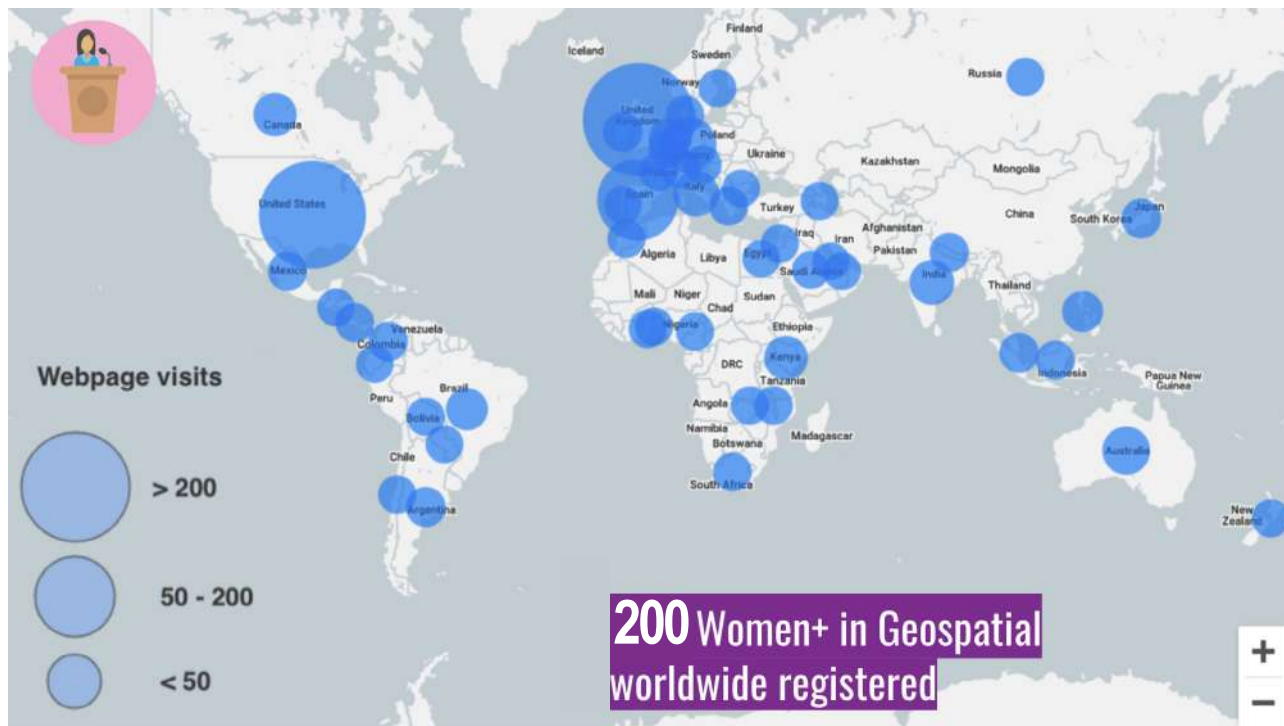 Iceland
Finland
Sweden
Norway
Russia
Canada
United Kingdom
Poland
Ukraine
Kazakhstan
Mongolia
United States
Spain
Italy
Turkey
China
South Korea
Japan
Afghanistan
Iraq
Iran
Pakistan
Algeria
Libya
Egypt
Saudi Arabia
India
Mexico
Mali
Niger
Chad
Sudan
Thailand
Nigeria
Ethiopia
Venezuela
Colombia
DRC
Kenya
Tanzania
Indonesia
Papua New
Guinea
Webpage visits
Peru
Brazil
Bolivia
Angola
Namibia
Botswana
Madagascar
Chile
Australia
> 200
South Africa
Argentina
New
Zealand
50 - 200
200 Women+ in Geospatial
worldwide registered
< 50
+
−